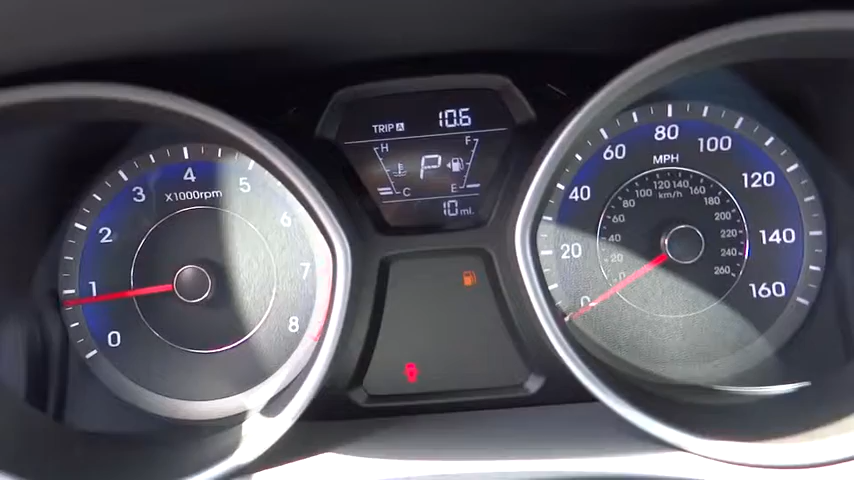 TRIP A 10.6
H F
P
C E
10 mi.
0 1 2 3 4 5 6 7 8
x1000rpm
0 20 40 60 80 100 120 140 160
MPH
km/h
0 20 40 60 80 100 120 140 160 180 200 220 240 260